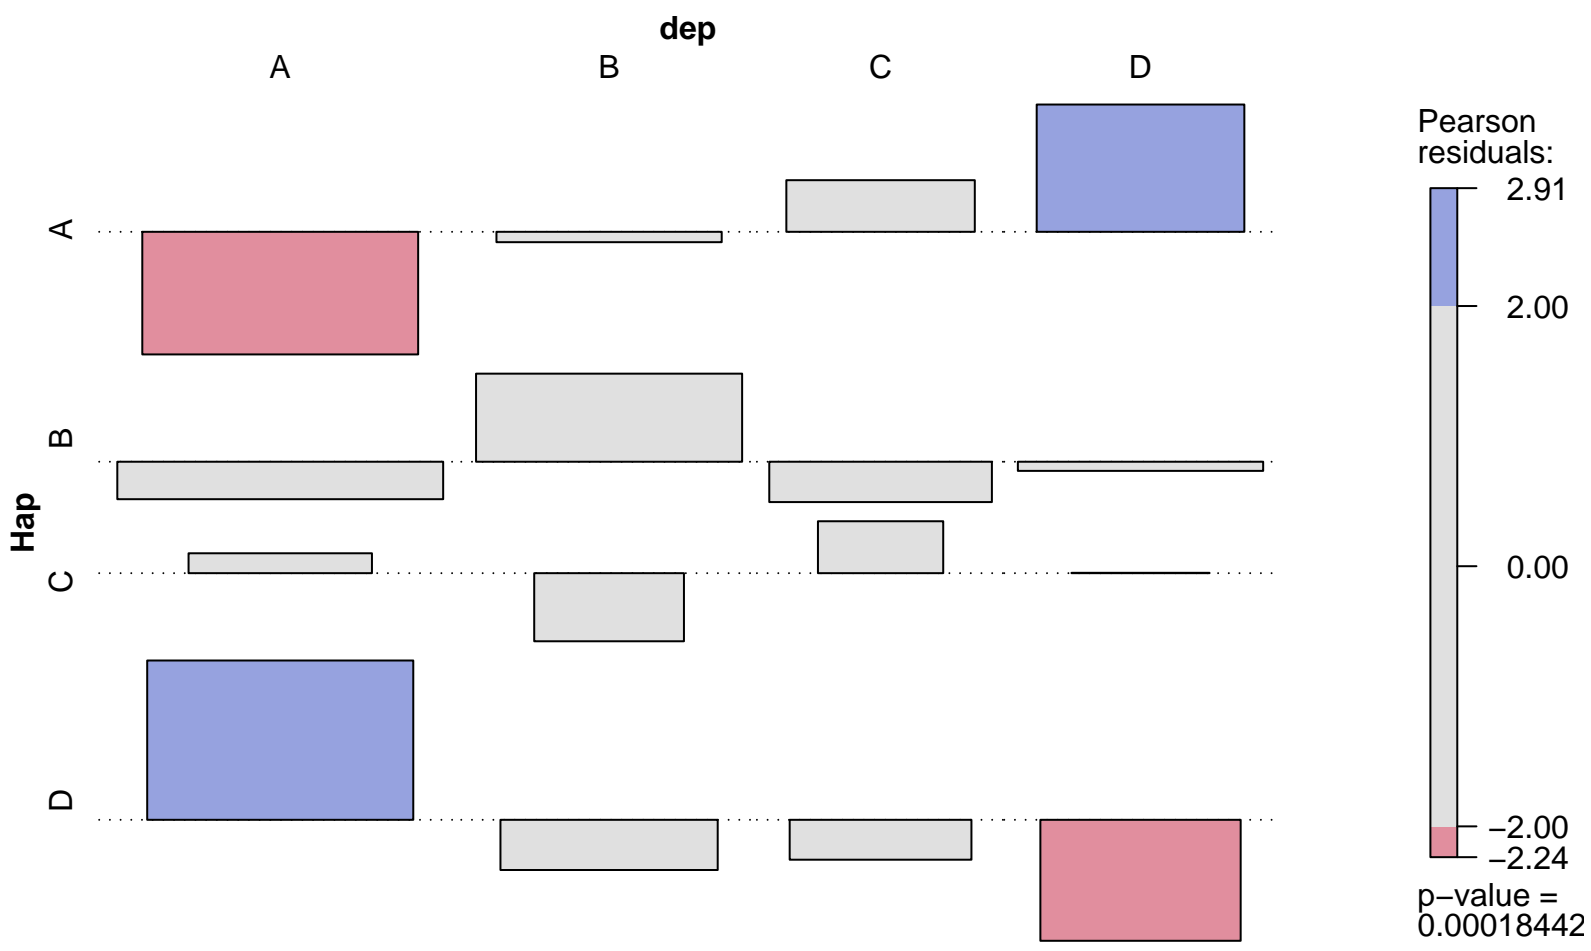 dep
A B C D
Hap
A
B
C
D
Pearson
residuals:
2.91
2.00
0.00
−2.00
−2.24
p−value =
0.00018442